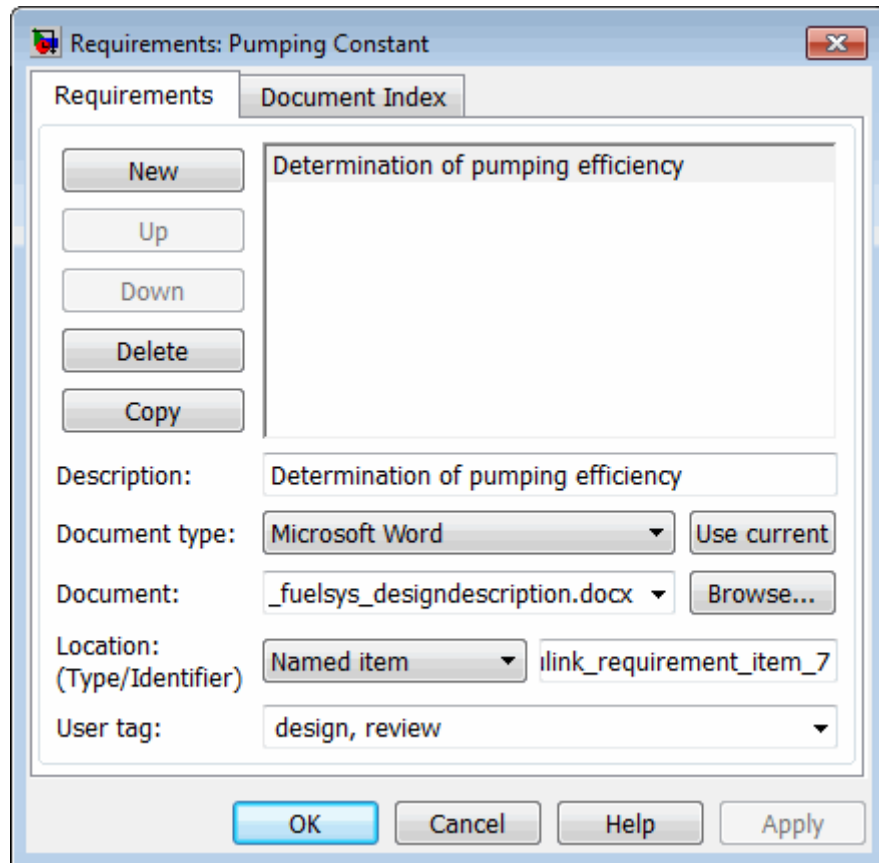 Requirements: Pumping Constant
Requirements
Document Index
New
Determination of pumping efficiency
Up
Down
Delete
Copy
Description:
Determination of pumping efficiency
Document type:
Microsoft Word
Use current
Document:
_fuelsys_designdescription.docx
Browse...
Location:
(Type/Identifier)
Named item
link_requirement_item_7
User tag:
design, review
OK
Cancel
Help
Apply